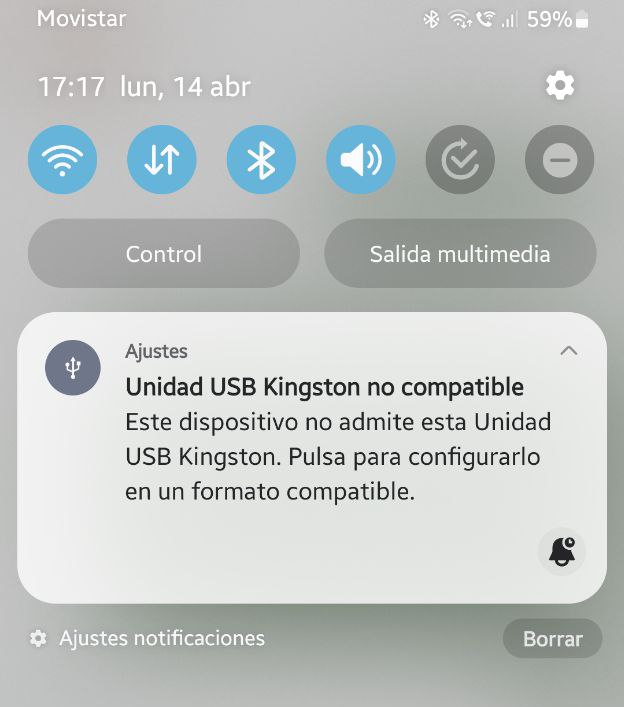 Movistar 59%
17:17 lun, 14 abr
Control Salida multimedia
Ajustes
Unidad USB Kingston no compatible
Este dispositivo no admite esta Unidad
USB Kingston. Pulsa para configurarlo
en un formato compatible.
Ajustes notificaciones Borrar